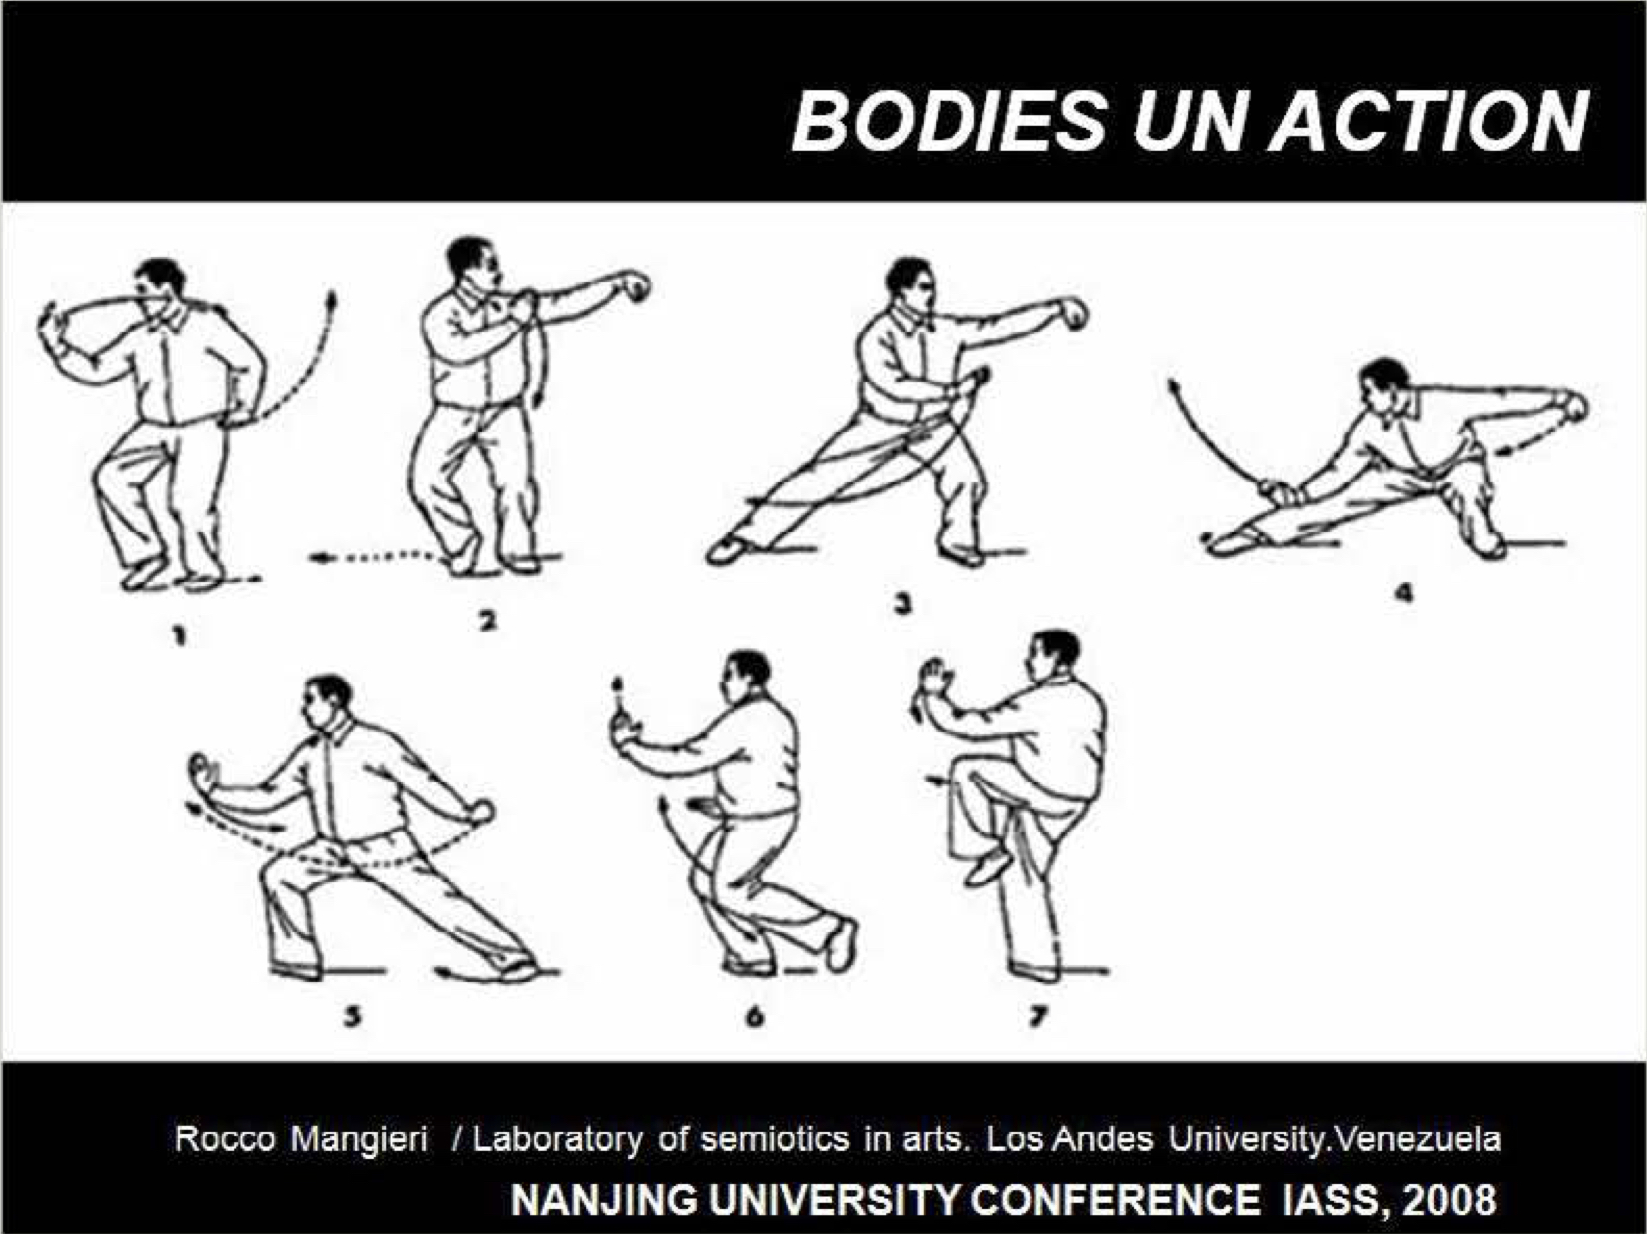 BODIES UN ACTION
1
2
3
4
5
6
7
Rocco Mangieri / Laboratory of semiotics in arts. Los Andes University.Venezuela
NANJING UNIVERSITY CONFERENCE IASS, 2008